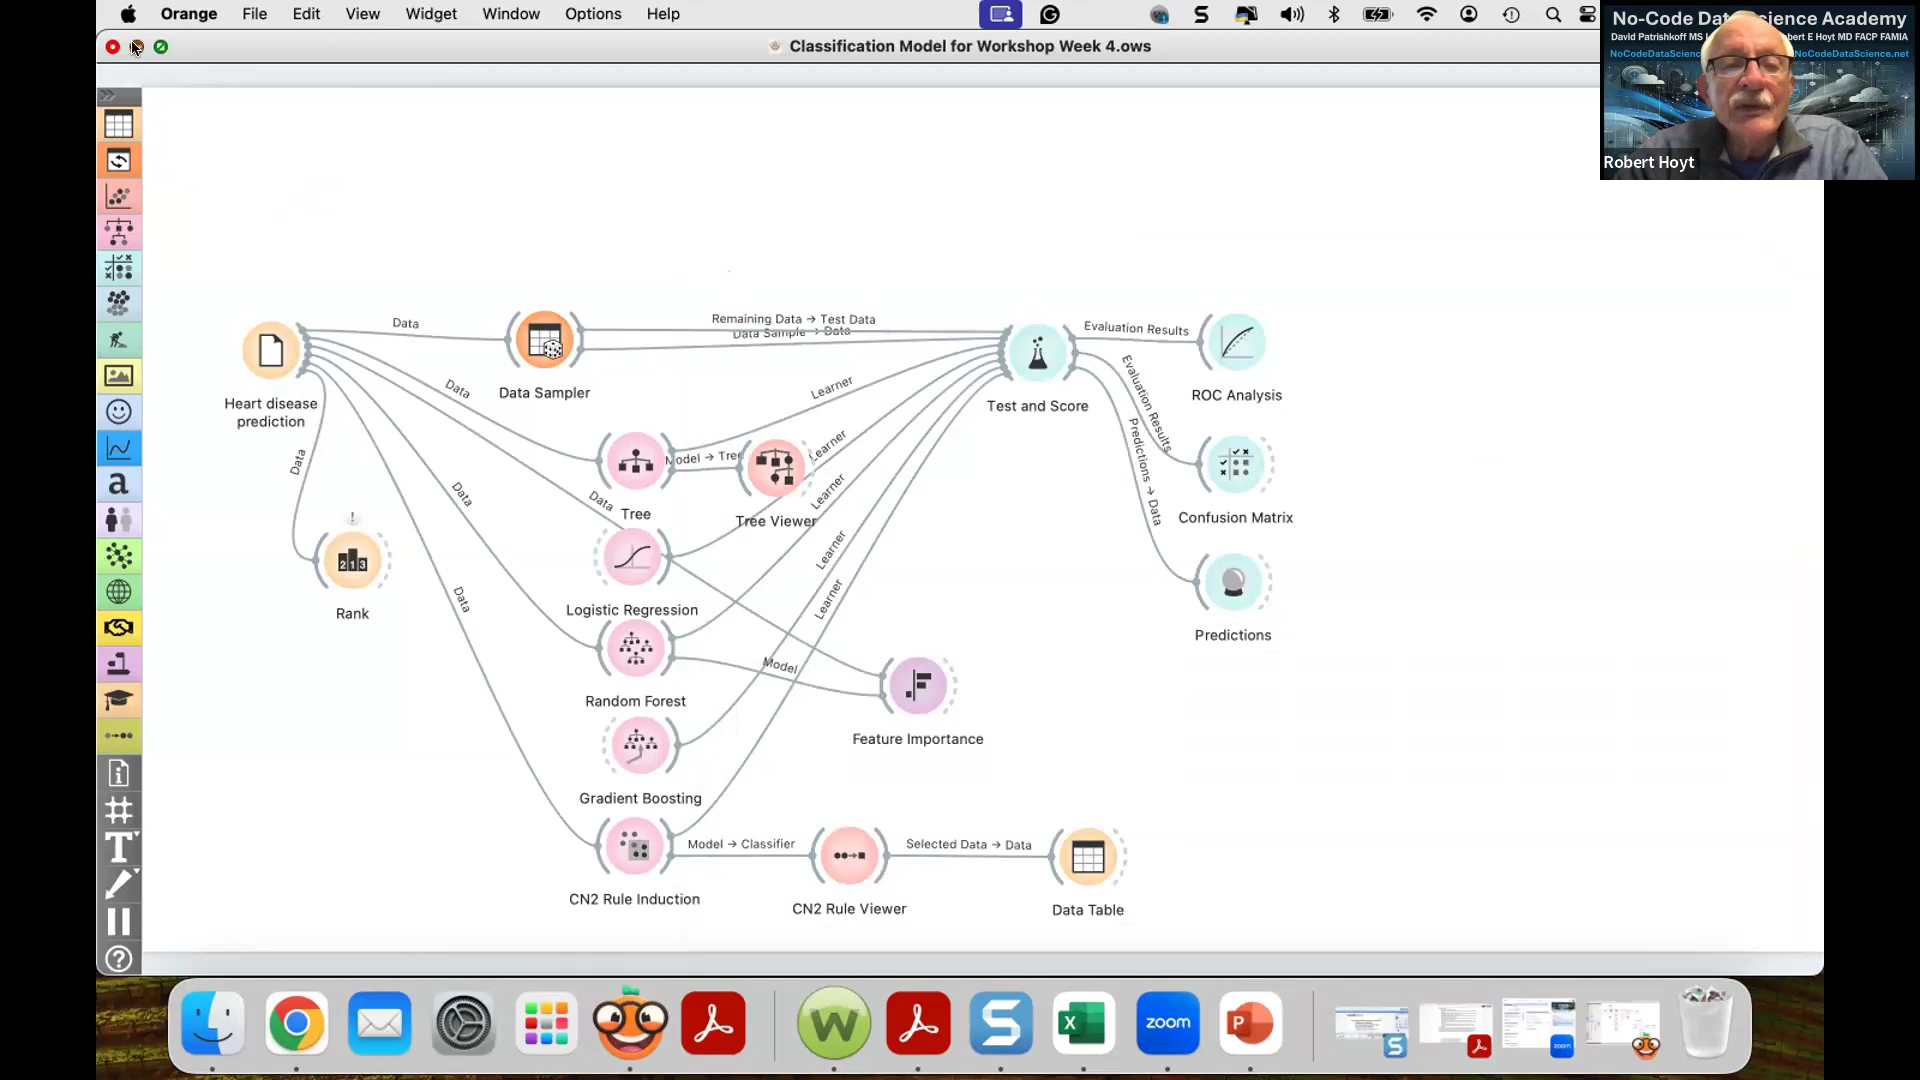 Orange File Edit View Widget Window Options Help
Classification Model for Workshop Week 4.ows
No-Code Dat ience Academy
David Patrishkoff MS bert E Hoyt MD FACP FAMIA
NoCodeDataScienc NoCodeDataScience.net
Robert Hoyt
Data
Remaining Data → Test Data
Data Sample → Data
Evaluation Results
Heart disease
prediction
Data Sampler
Test and Score
ROC Analysis
Data
Learner
Evaluation Results
Predictions → Data
Data
Model → Tree
Learner
Tree
Tree Viewer
Confusion Matrix
Data
Data
Learner
Learner
Learner
Rank
Logistic Regression
Predictions
Data
Model
Random Forest
Feature Importance
Gradient Boosting
Model → Classifier
Selected Data → Data
CN2 Rule Induction
CN2 Rule Viewer
Data Table
a
T
213
W
S
X
zoom
P